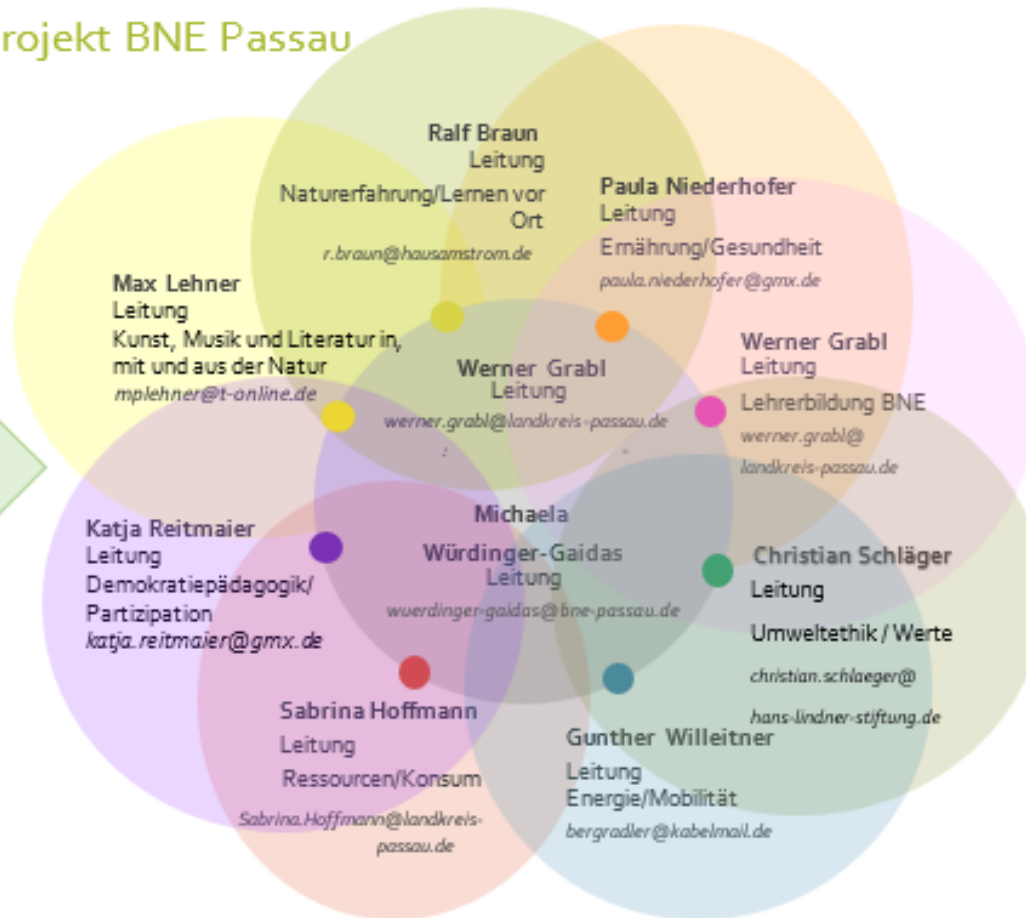 rojekt BNE Passau
Ralf Braun
Leitung
Naturerfahrung/Lernen vor
Ort
r.braun@hausamstrom.de
Paula Niederhofer
Leitung
Ernährung/Gesundheit
paula.niederhofer@gmx.de
Max Lehner
Leitung
Kunst, Musik und Literatur in,
mit und aus der Natur
mplehner@t-online.de
Werner Grabl
Leitung
werner.grabl@landkreis-passau.de
: -
Werner Grabl
Leitung
Lehrerbildung BNE
werner.grabl@
landkreis-passau.de
Michaela
Würdinger-Gaidas
Leitung
wuerdinger-gaidas@bne-passau.de
Katja Reitmaier
Leitung
Demokratiepädagogik/
Partizipation
katja.reitmaier@gmx.de
Christian Schläger
Leitung
Umweltethik / Werte
christian.schlaeger@
hans-lindner-stiftung.de
Sabrina Hoffmann
Leitung
Ressourcen/Konsum
Sabrina.Hoffmann@landkreis-
passau.de
Gunther Willeitner
Leitung
Energie/Mobilität
bergradler@kabelmail.de